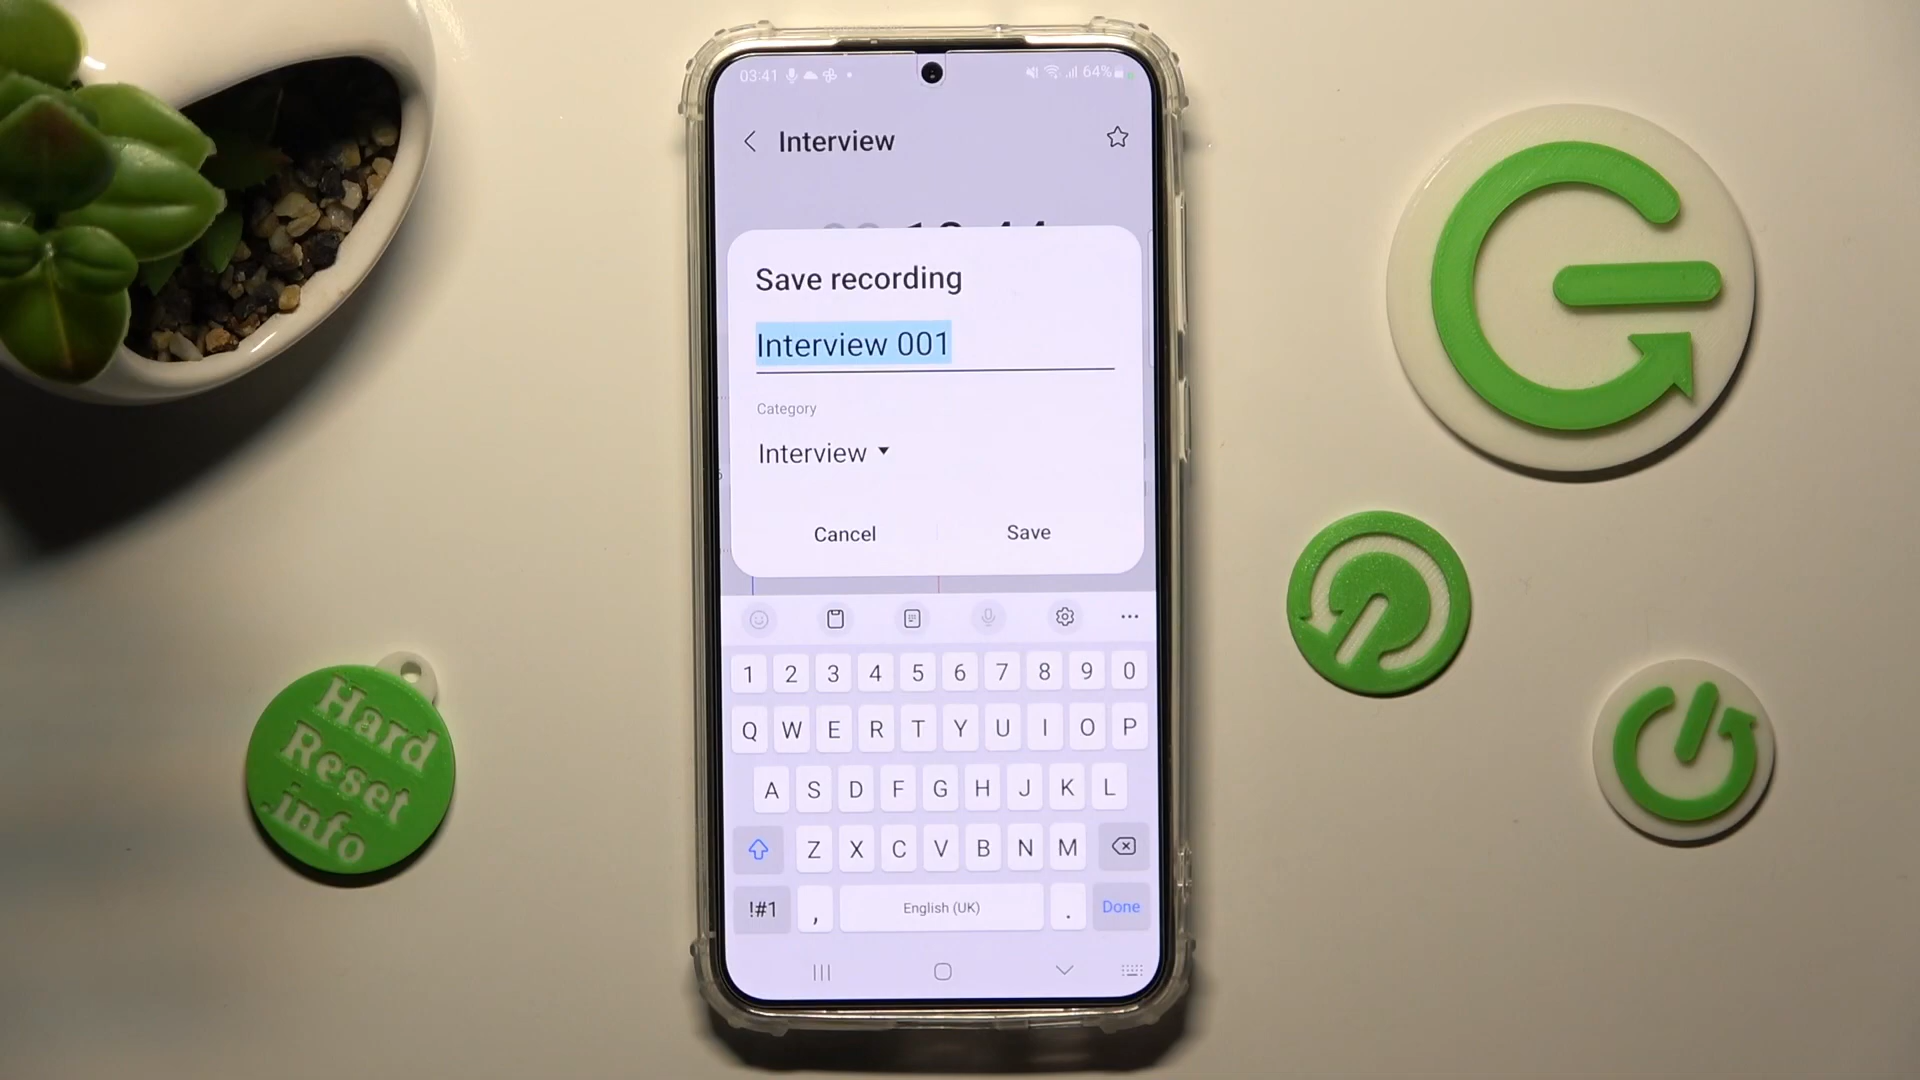 03:41
64%
Interview
Save recording
Interview 001
Category
Interview
Cancel Save
1 2 3 4 5 6 7 8 9 0
Q W E R T Y U I O P
A S D F G H J K L
Z X C V B N M
!#1 , English (UK) . Done
Hard
Reset
.info